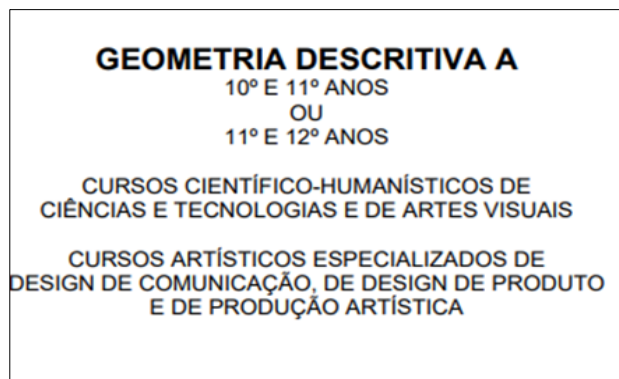 GEOMETRIA DESCRITIVA A
10º E 11º ANOS
OU
11º E 12º ANOS
CURSOS CIENTÍFICO-HUMANÍSTICOS DE
CIÊNCIAS E TECNOLOGIAS E DE ARTES VISUAIS
CURSOS ARTÍSTICOS ESPECIALIZADOS DE
DESIGN DE COMUNICAÇÃO, DE DESIGN DE PRODUTO
E DE PRODUÇÃO ARTÍSTICA